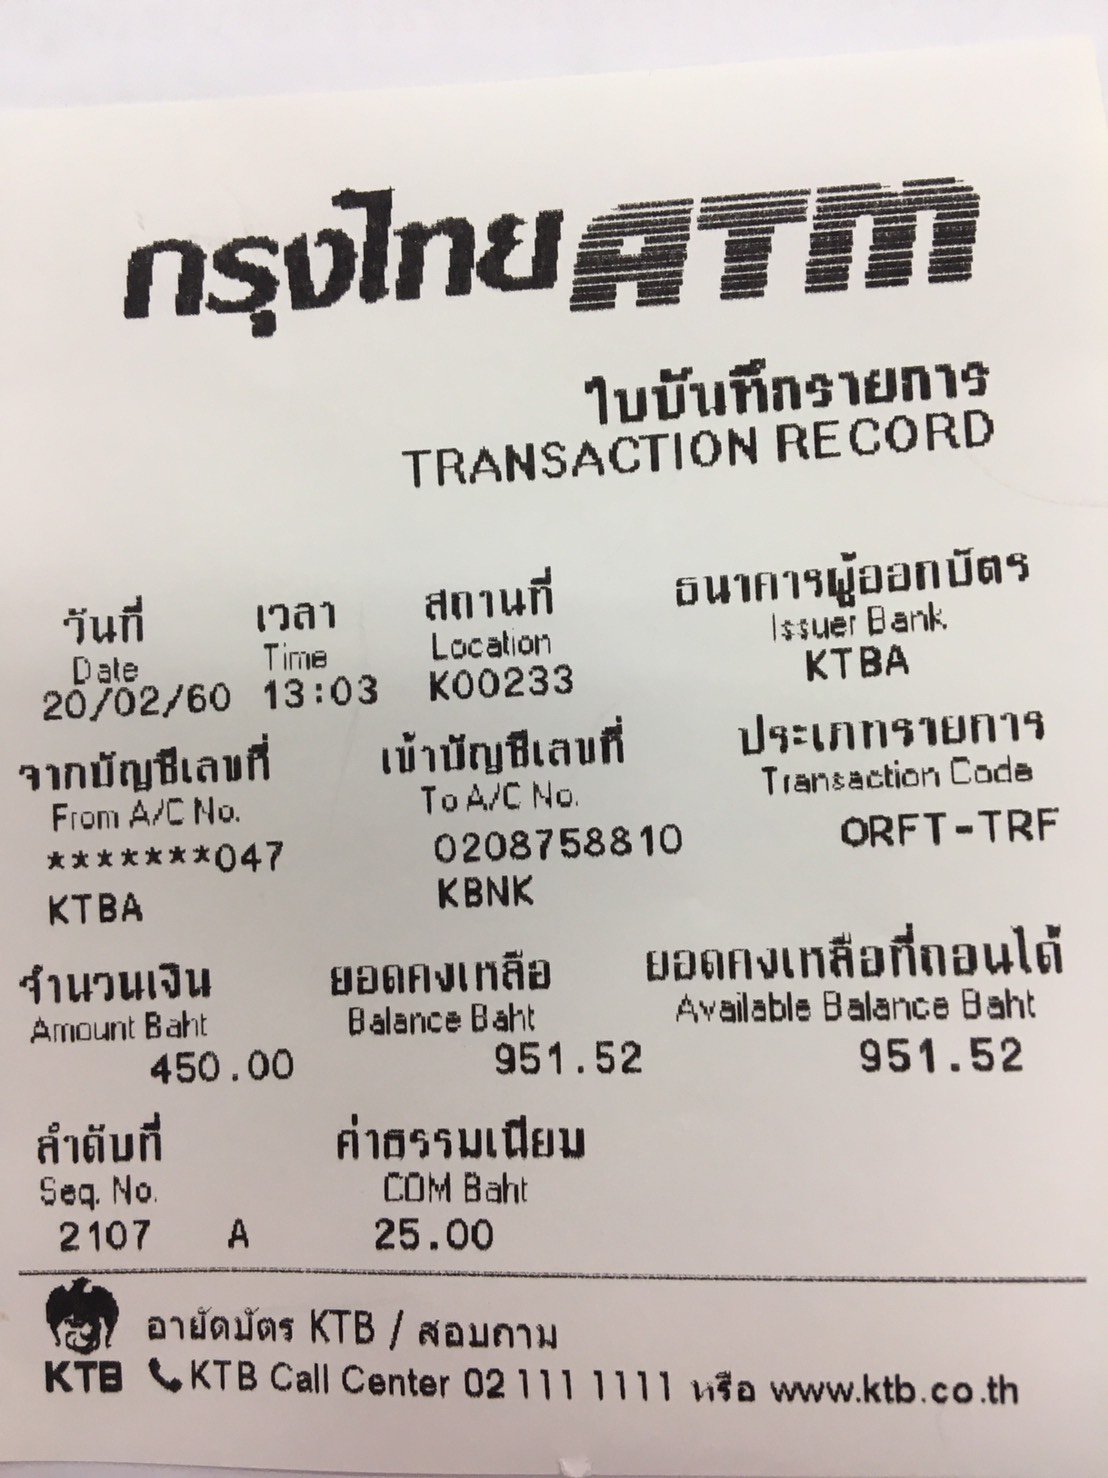 กรุงไทย ATM
ใบบันทึกรายการ
TRANSACTION RECORD
วันที่ เวลา สถานที่ ธนาคารผู้ออกบัตร
Date Time Location Issuer Bank
20/02/60 13:03 K00233 KTBA
จากบัญชีเลขที่ เข้าบัญชีเลขที่ ประเภทรายการ
From A/C No. To A/C No. Transaction Code
*******047 0208758810 ORFT-TRF
KTBA KBNK
จำนวนเงิน ยอดคงเหลือ ยอดคงเหลือที่ถอนได้
Amount Baht Balance Baht Available Balance Baht
450.00 951.52 951.52
ลำดับที่ ค่าธรรมเนียม
Seq. No. COM Baht
2107 A 25.00
อายัดบัตร KTB / สอบถาม
KTB KTB Call Center 02 111 1111 หรือ www.ktb.co.th